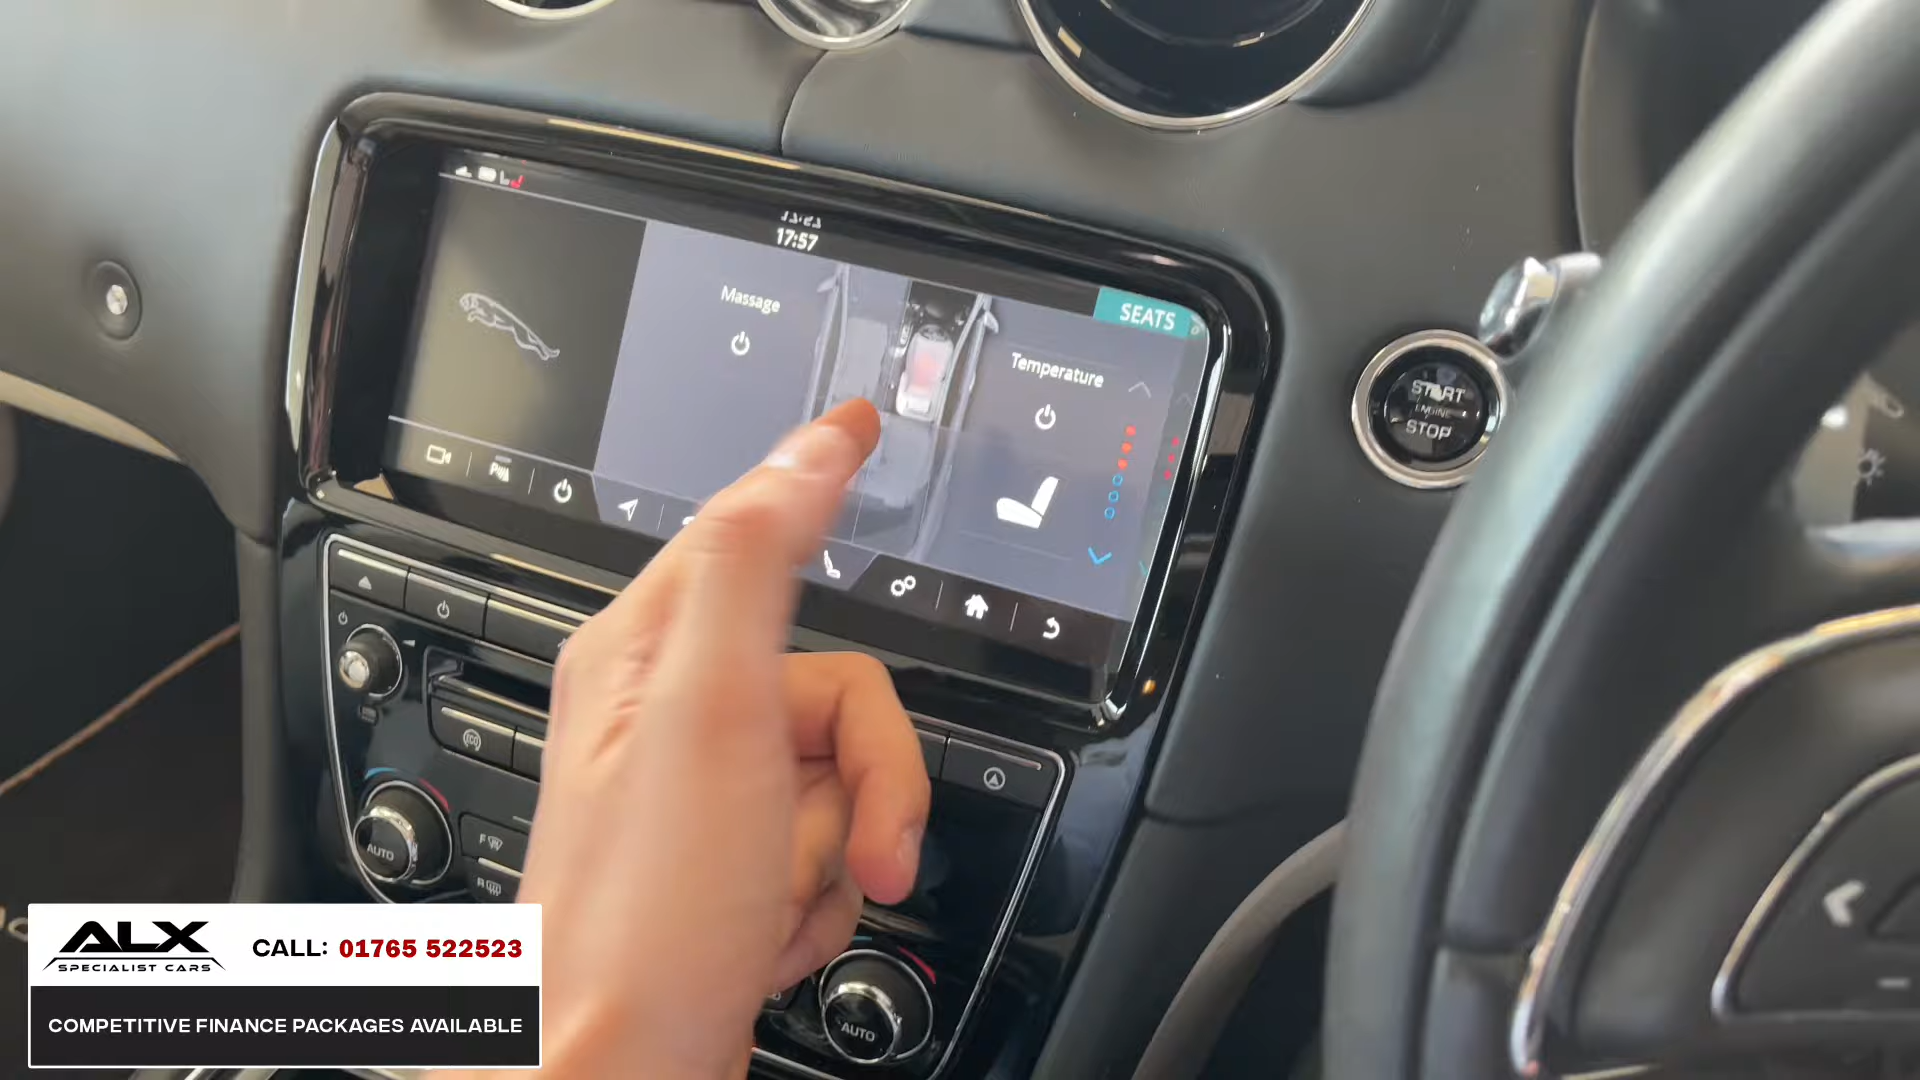 17:57
Massage
SEATS
Temperature
START
ENGINE
STOP
AUTO
F
R
AUTO
ALX
SPECIALIST CARS
CALL: 01765 522523
COMPETITIVE FINANCE PACKAGES AVAILABLE